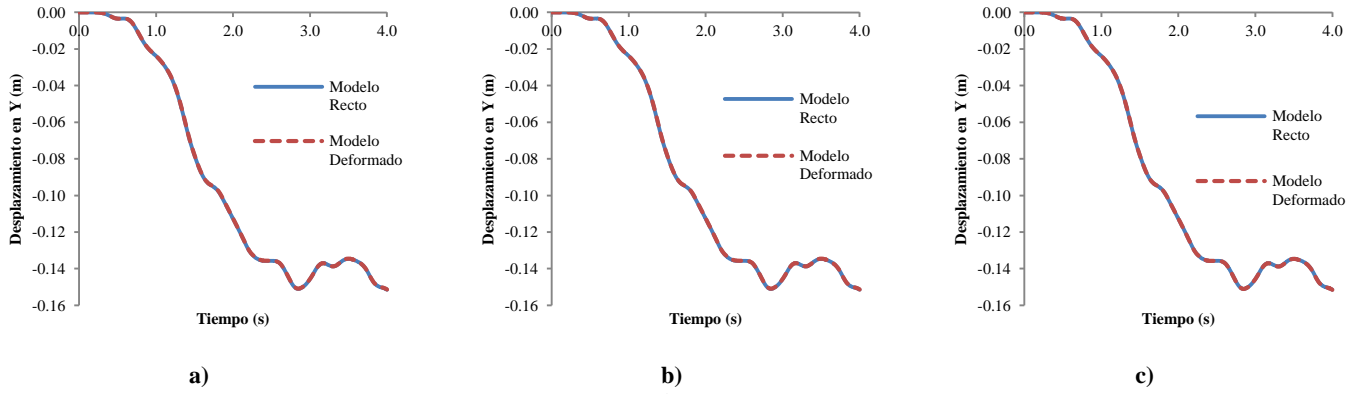 0.00
-0.02
-0.04
-0.06
-0.08
-0.10
-0.12
-0.14
-0.16
0.0 1.0 2.0 3.0 4.0
Desplazamiento en Y (m)
Tiempo (s)
Modelo
Recto
Modelo
Deformado
a)
0.00
-0.02
-0.04
-0.06
-0.08
-0.10
-0.12
-0.14
-0.16
0.0 1.0 2.0 3.0 4.0
Desplazamiento en Y (m)
Tiempo (s)
Modelo
Recto
Modelo
Deformado
b)
0.00
-0.02
-0.04
-0.06
-0.08
-0.10
-0.12
-0.14
-0.16
0.0 1.0 2.0 3.0 4.0
Desplazamiento en Y (m)
Tiempo (s)
Modelo
Recto
Modelo
Deformado
c)